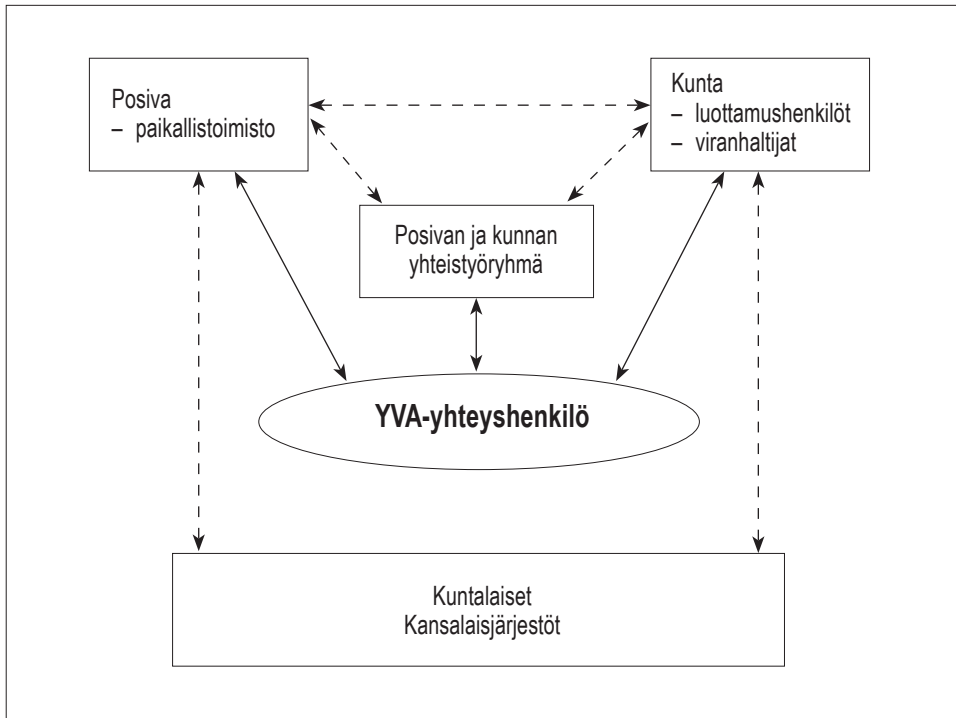 Posiva
– paikallistoimisto
Kunta
– luottamushenkilöt
– viranhaltijat
Posivan ja kunnan
yhteistyöryhmä
YVA-yhteyshenkilö
Kuntalaiset
Kansalaisjärjestöt